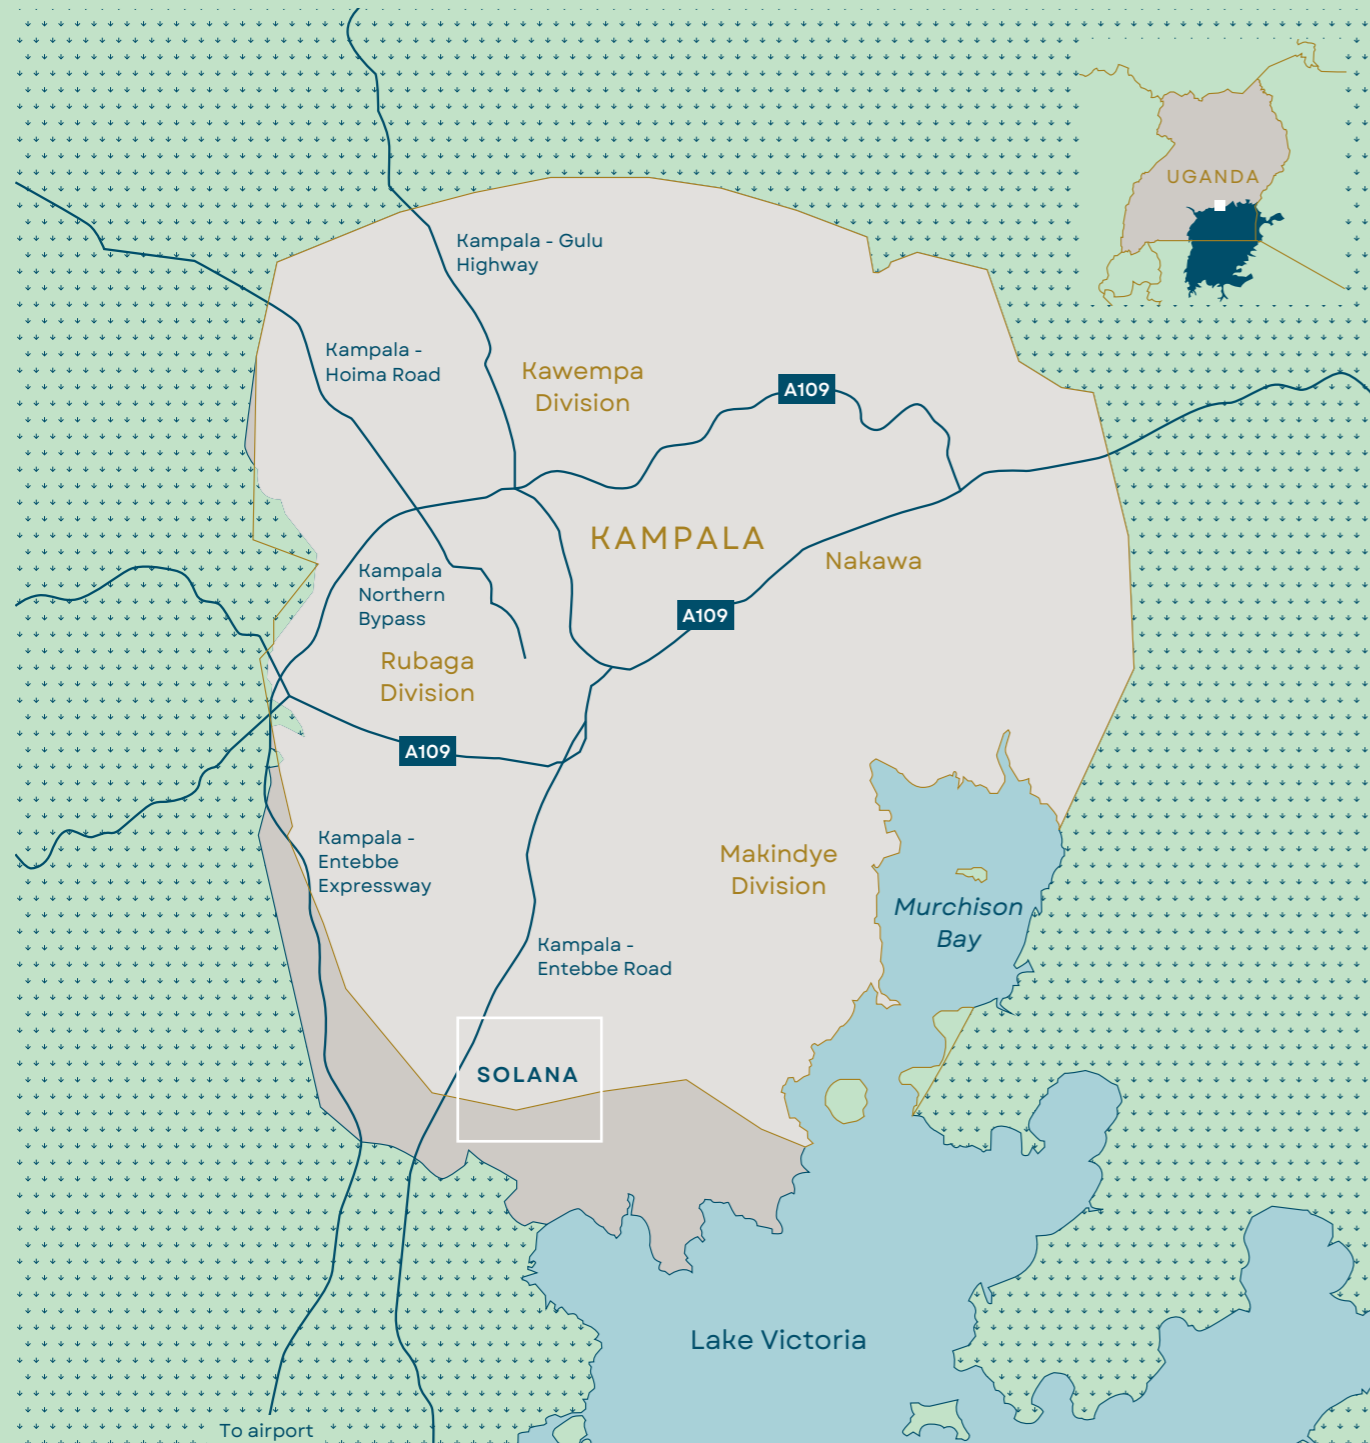 UGANDA
Kampala - Gulu
Highway
Kampala -
Hoima Road
Kawempa
Division
A109
KAMPALA
Nakawa
Kampala
Northern
Bypass
A109
Rubaga
Division
A109
Kampala -
Entebbe
Expressway
Makindye
Division
Murchison
Bay
Kampala -
Entebbe Road
SOLANA
Lake Victoria
To airport